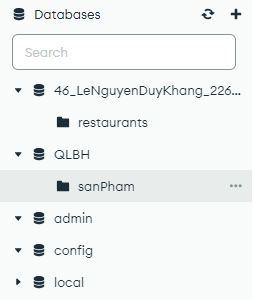 Databases
Search
46_LeNguyenDuyKhang_226...
restaurants
QLBH
sanPham
admin
config
local